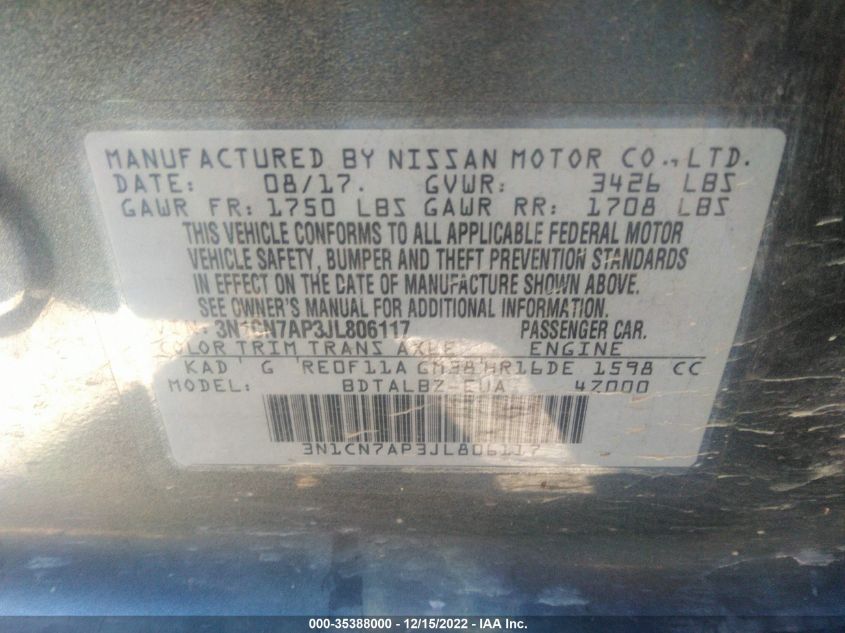 MANUFACTURED BY NISSAN MOTOR CO.,LTD.
DATE: 08/17. GVWR: 3426 LBS
GAWR FR: 1750 LBS GAWR RR: 1708 LBS
THIS VEHICLE CONFORMS TO ALL APPLICABLE FEDERAL MOTOR
VEHICLE SAFETY, BUMPER AND THEFT PREVENTION STANDARDS
IN EFFECT ON THE DATE OF MANUFACTURE SHOWN ABOVE.
SEE OWNER'S MANUAL FOR ADDITIONAL INFORMATION.
VIN: 3N1CN7AP3JL806117 PASSENGER CAR.
COLOR TRIM TRANS AXLE ENGINE
KAD G RE0F11A GM38 HR16DE 1598 CC
MODEL: BDTALBZ-EUA 47000
3N1CN7AP3JL806117
000-35388000 - 12/15/2022 - IAA Inc.